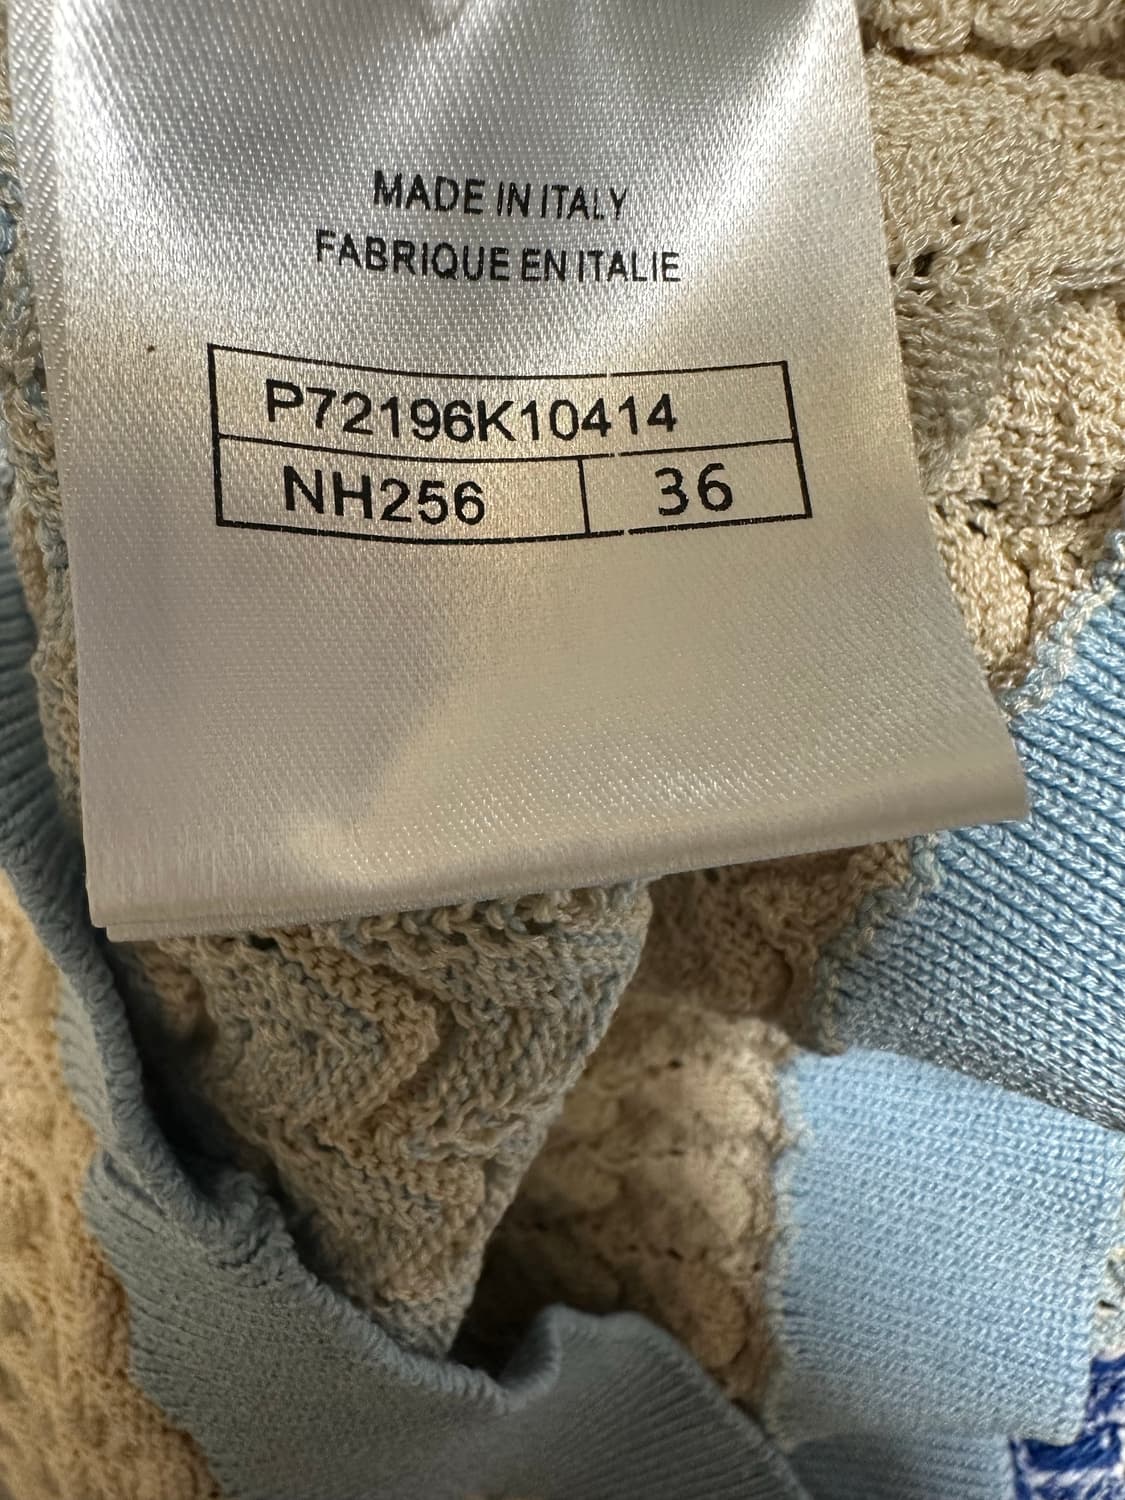 MADE IN ITALY
FABRIQUE EN ITALIE
P72196K10414
NH256 36